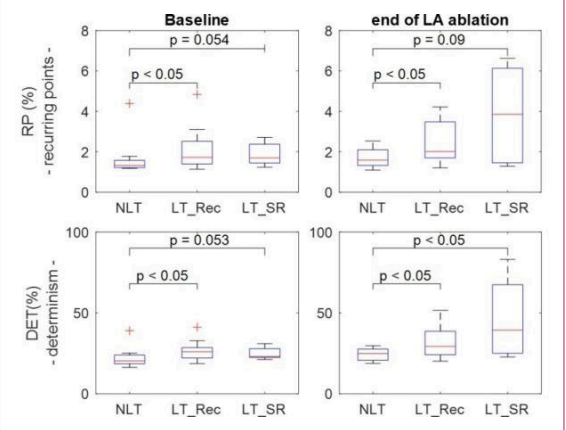 Baseline
end of LA ablation
RP (%)
- recurring points -
8
6
4
2
0
p = 0.054
p < 0.05
NLT
LT_Rec
LT_SR
8
6
4
2
0
p = 0.09
p < 0.05
NLT
LT_Rec
LT_SR
DET(%)
- determinism -
100
50
0
p = 0.053
p < 0.05
NLT
LT_Rec
LT_SR
100
50
0
p < 0.05
p < 0.05
NLT
LT_Rec
LT_SR